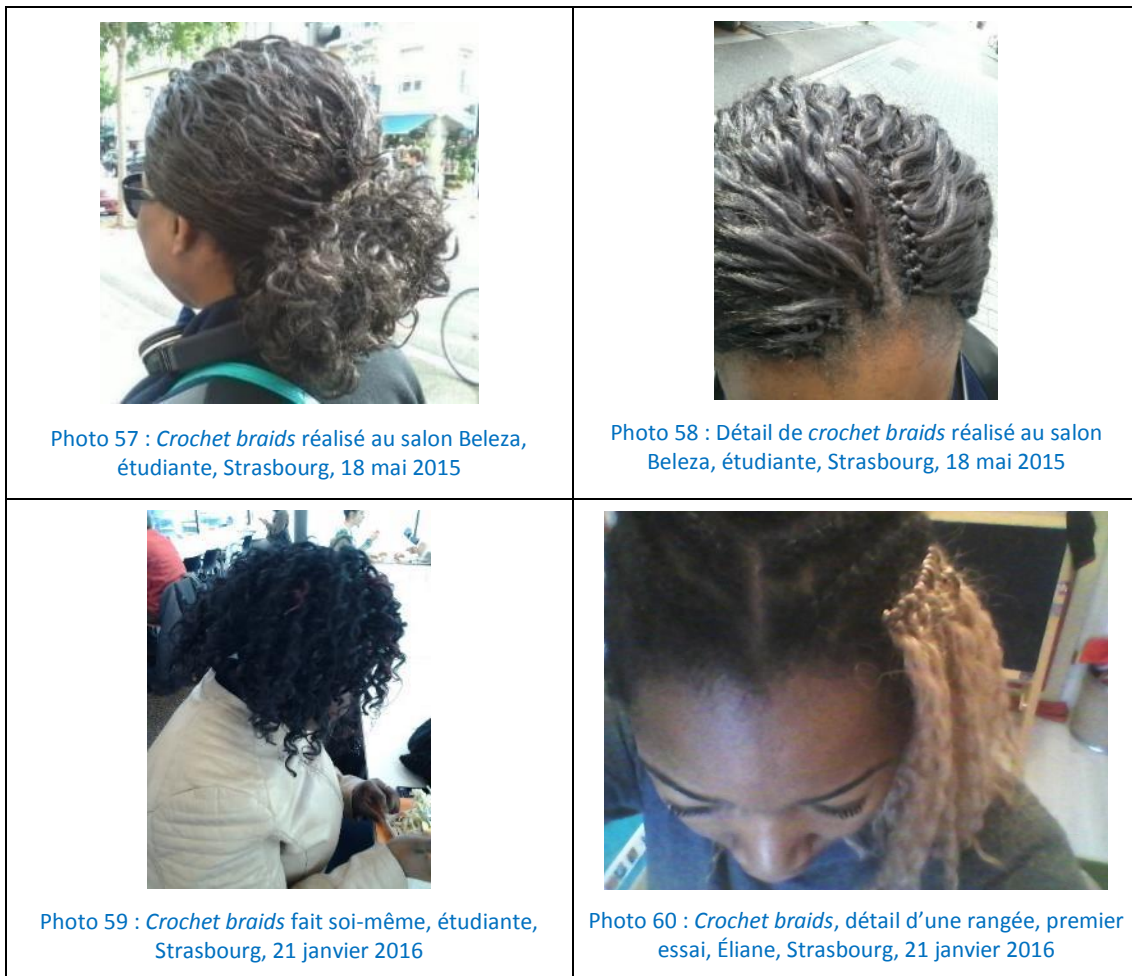 Photo 57 : Crochet braids réalisé au salon Beleza,
étudiante, Strasbourg, 18 mai 2015
Photo 58 : Détail de crochet braids réalisé au salon
Beleza, étudiante, Strasbourg, 18 mai 2015
Photo 59 : Crochet braids fait soi-même, étudiante,
Strasbourg, 21 janvier 2016
Photo 60 : Crochet braids, détail d’une rangée, premier
essai, Éliane, Strasbourg, 21 janvier 2016